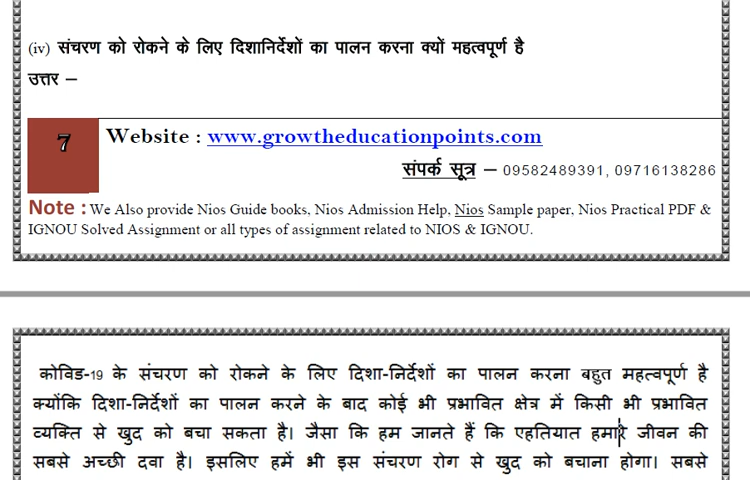 (iv) संचरण को रोकने के लिए दिशानिर्देशों का पालन करना क्यों महत्वपूर्ण है
उत्तर –
7
Website : www.growtheducationpoints.com
संपर्क सूत्र – 09582489391, 09716138286
Note : We Also provide Nios Guide books, Nios Admission Help, Nios Sample paper, Nios Practical PDF &
IGNOU Solved Assignment or all types of assignment related to NIOS & IGNOU.
कोविड-19 के संचरण को रोकने के लिए दिशा-निर्देशों का पालन करना बहुत महत्वपूर्ण है
क्योंकि दिशा-निर्देशों का पालन करने के बाद कोई भी प्रभावित क्षेत्र में किसी भी प्रभावित
व्यक्ति से खुद को बचा सकता है। जैसा कि हम जानते हैं कि एहतियात हमारे जीवन की
सबसे अच्छी दवा है। इसलिए हमें भी इस संचरण रोग से खुद को बचाना होगा। सबसे